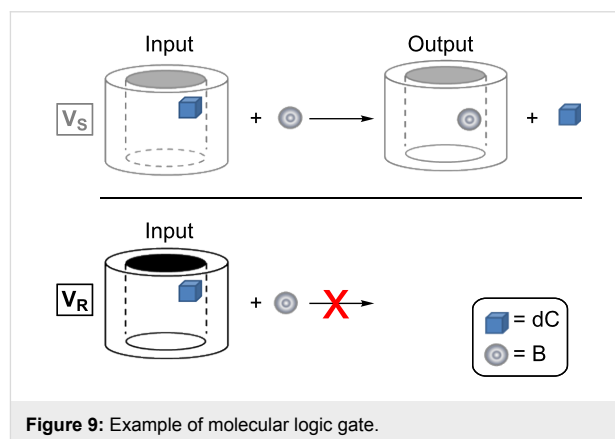 Input
Output
VS
+
+
Input
VR
+
X
= dC
= B
Figure 9: Example of molecular logic gate.